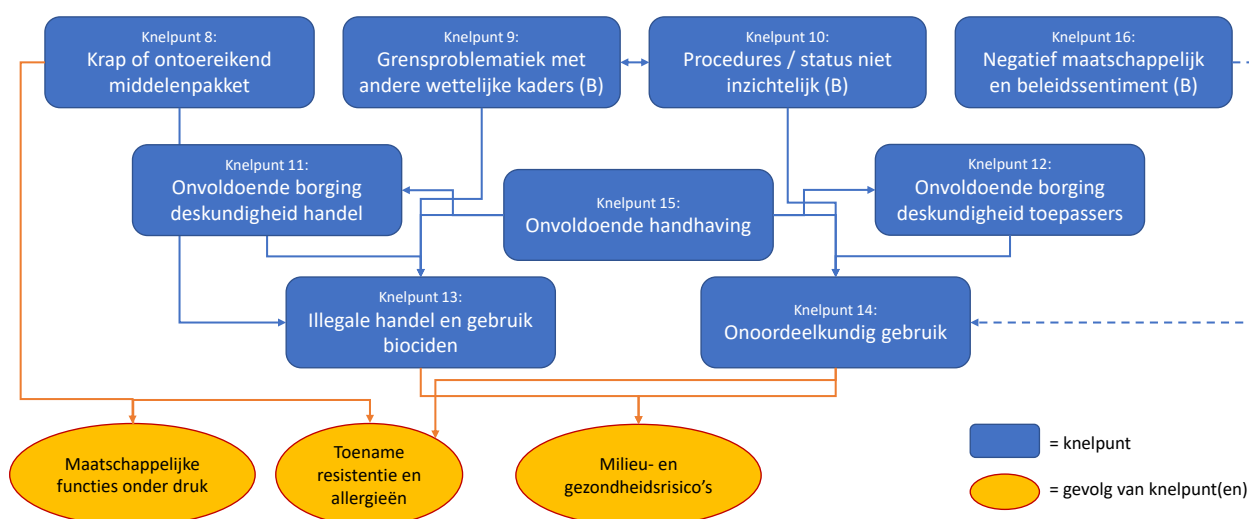 Knelpunt 8:
Krap of ontoereikend
middelenpakket
Knelpunt 9:
Grensproblematiek met
andere wettelijke kaders (B)
Knelpunt 10:
Procedures / status niet
inzichtelijk (B)
Knelpunt 16:
Negatief maatschappelijk
en beleidssentiment (B)
Knelpunt 11:
Onvoldoende borging
deskundigheid handel
Knelpunt 15:
Onvoldoende handhaving
Knelpunt 12:
Onvoldoende borging
deskundigheid toepassers
Knelpunt 13:
Illegale handel en gebruik
biociden
Knelpunt 14:
Onoordeelkundig gebruik
Maatschappelijke
functies onder druk
Toename
resistentie en
allergieën
Milieu- en
gezondheidsrisico's
= knelpunt
= gevolg van knelpunt(en)